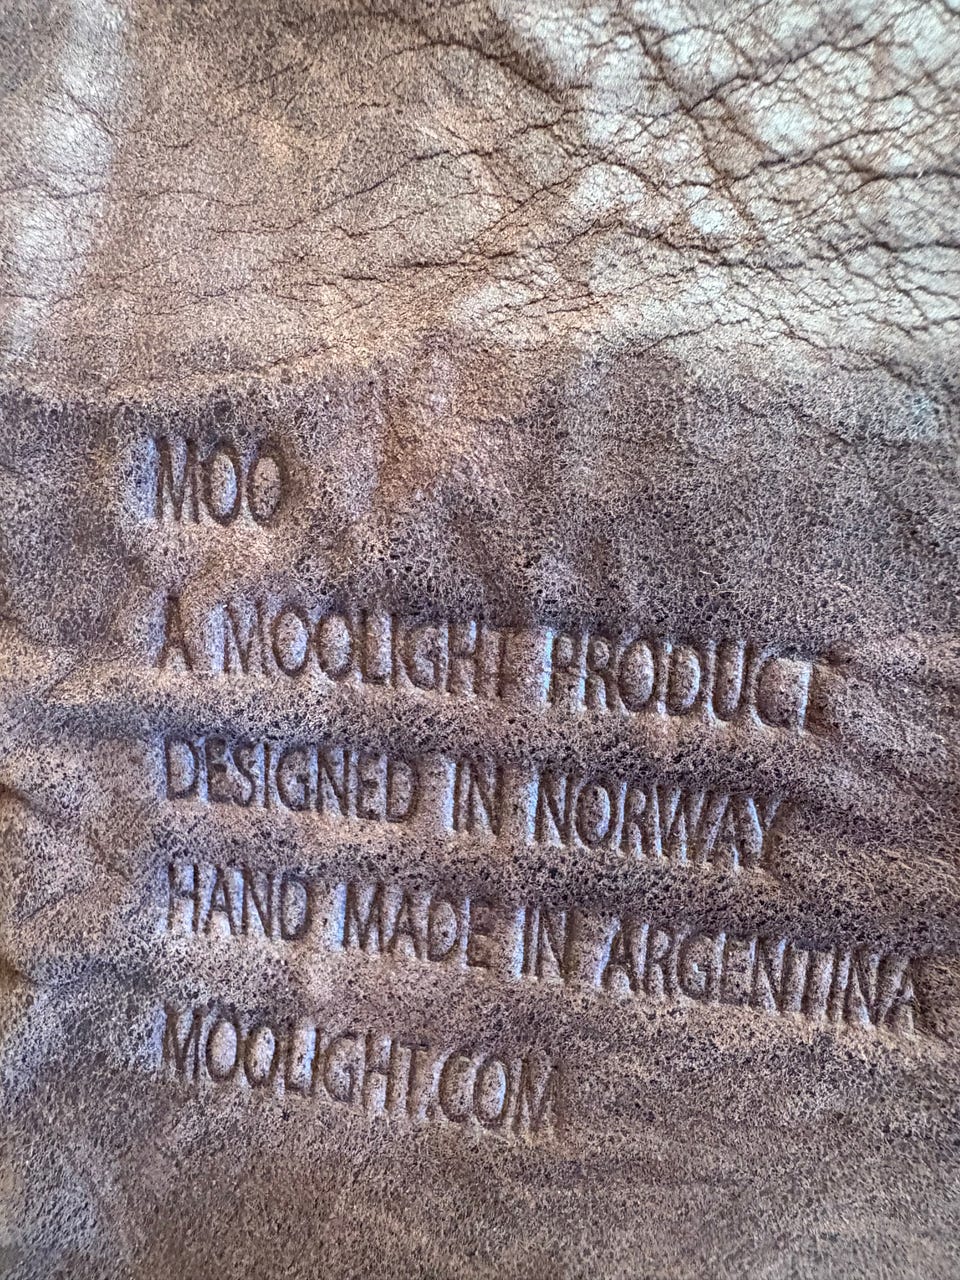 MOO
A MOOLIGHT PRODUCT
DESIGNED IN NORWAY
HAND MADE IN ARGENTINA
MOOLIGHT.COM